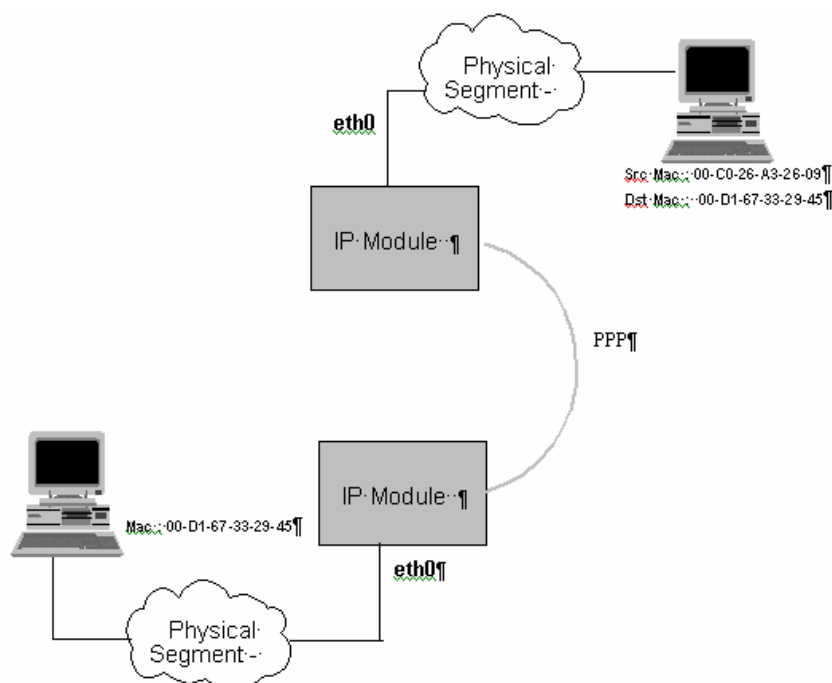 Physical·
Segment·-·
eth0
Src·Mac·:·00-C0-26-A3-26-09¶
Dst·Mac·:··00-D1-67-33-29-45¶
IP·Module··¶
PPP¶
IP·Module··¶
Mac·:·00-D1-67-33-29-45¶
eth0¶
Physical·
Segment·-·